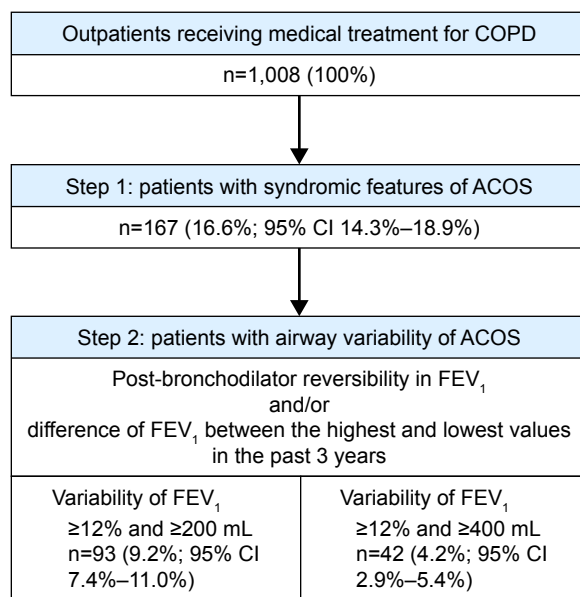 Outpatients receiving medical treatment for COPD
n=1,008 (100%)
Step 1: patients with syndromic features of ACOS
n=167 (16.6%; 95% CI 14.3%–18.9%)
Step 2: patients with airway variability of ACOS
Post-bronchodilator reversibility in FEV₁
and/or
difference of FEV₁ between the highest and lowest values
in the past 3 years
Variability of FEV₁
≥12% and ≥200 mL
n=93 (9.2%; 95% CI
7.4%–11.0%)
Variability of FEV₁
≥12% and ≥400 mL
n=42 (4.2%; 95% CI
2.9%–5.4%)